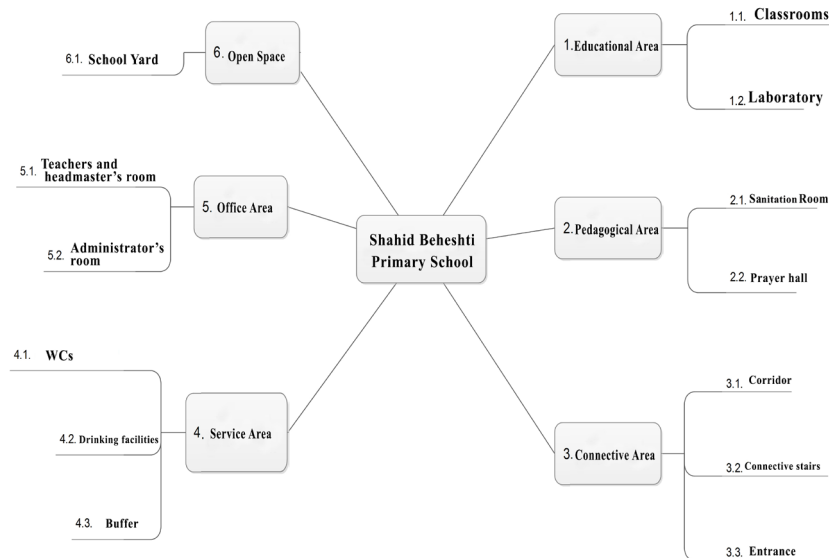 Shahid Beheshti
Primary School
1. Educational Area
1.1. Classrooms
1.2. Laboratory
2. Pedagogical Area
2.1. Sanitation Room
2.2. Prayer hall
3. Connective Area
3.1. Corridor
3.2. Connective stairs
3.3. Entrance
4. Service Area
4.1. WCs
4.2. Drinking facilities
4.3. Buffer
5. Office Area
5.1. Teachers and
headmaster's room
5.2. Administrator's
room
6. Open Space
6.1. School Yard